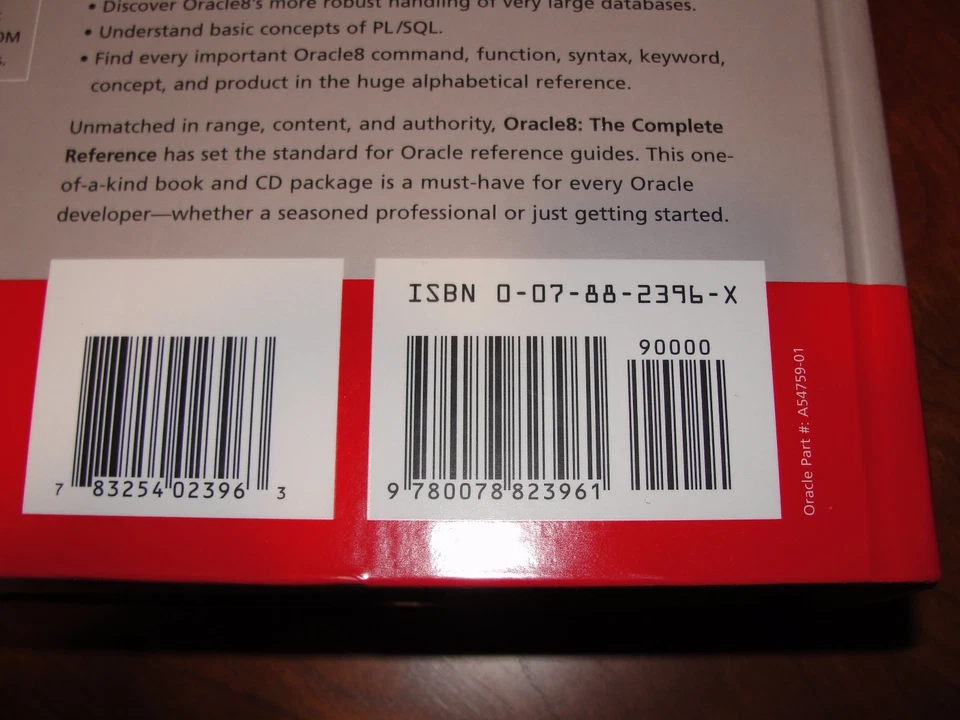 • Discover Oracle8's more robust handling of very large databases.
• Understand basic concepts of PL/SQL.
• Find every important Oracle8 command, function, syntax, keyword,
concept, and product in the huge alphabetical reference.
Unmatched in range, content, and authority, Oracle8: The Complete
Reference has set the standard for Oracle reference guides. This one-
of-a-kind book and CD package is a must-have for every Oracle
developer—whether a seasoned professional or just getting started.
ISBN 0-07-88-2396-X
90000
7 83254 02396 3
9 780078 823961
Oracle Part #: A54759-01